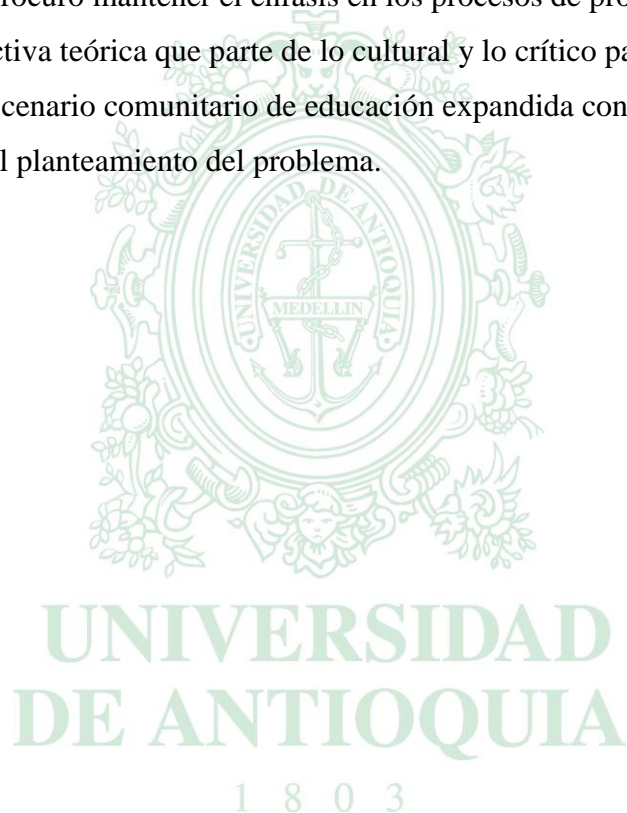 rocuro mantener el énfasis en los procesos de pro
ctiva teórica que parte de lo cultural y lo crítico pa
cenario comunitario de educación expandida con
l planteamiento del problema.
UNIVERSIDAD DE ANTIOQUIA
MEDELLIN
UNIVERSIDAD
DE ANTIOQUIA
1 8 0 3